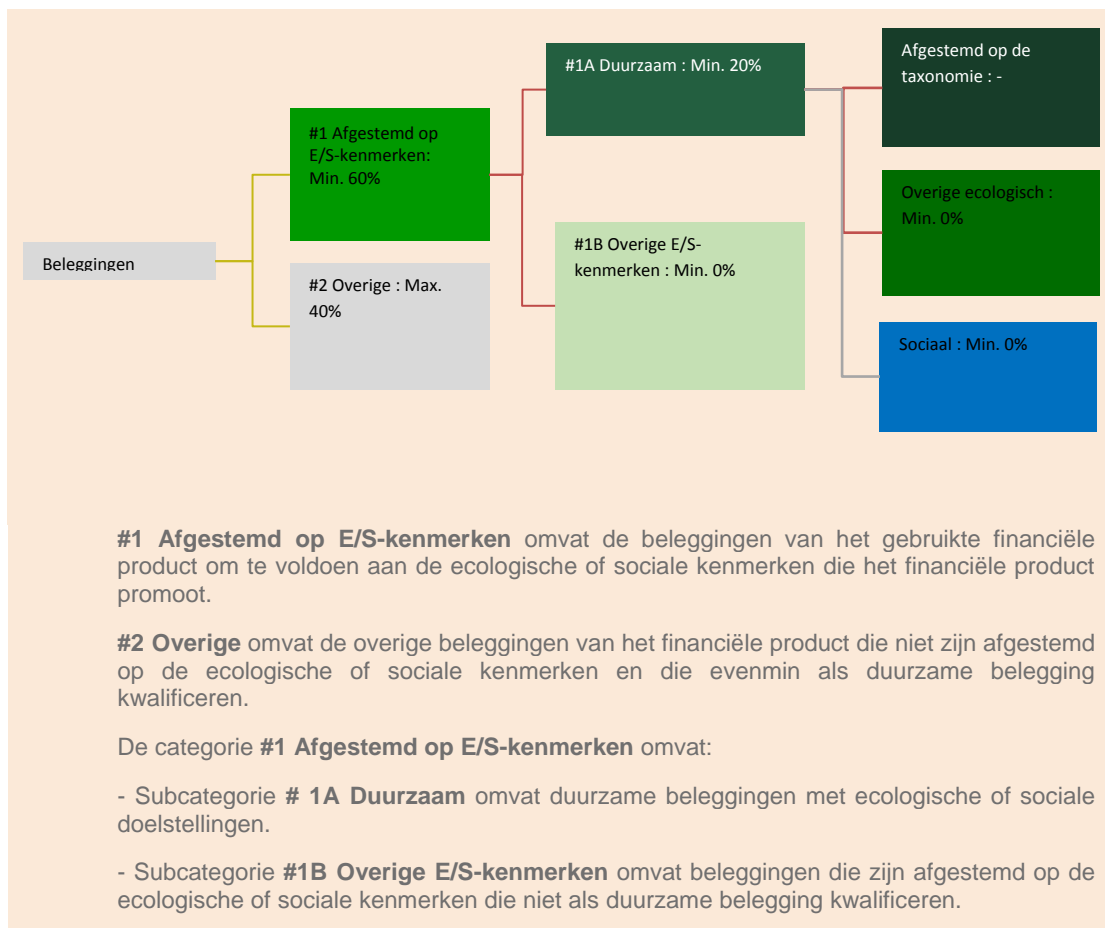 #1A Duurzaam : Min. 20%
Afgestemd op de
taxonomie : -
#1 Afgestemd op
E/S-kenmerken:
Min. 60%
Overige ecologisch :
Min. 0%
#1B Overige E/S-
kenmerken : Min. 0%
Beleggingen
#2 Overige : Max.
40%
Sociaal : Min. 0%
#1 Afgestemd op E/S-kenmerken omvat de beleggingen van het gebruikte financiële
product om te voldoen aan de ecologische of sociale kenmerken die het financiële product
promoot.
#2 Overige omvat de overige beleggingen van het financiële product die niet zijn afgestemd
op de ecologische of sociale kenmerken en die evenmin als duurzame belegging
kwalificeren.
De categorie #1 Afgestemd op E/S-kenmerken omvat:
- Subcategorie # 1A Duurzaam omvat duurzame beleggingen met ecologische of sociale
doelstellingen.
- Subcategorie #1B Overige E/S-kenmerken omvat beleggingen die zijn afgestemd op de
ecologische of sociale kenmerken die niet als duurzame belegging kwalificeren.